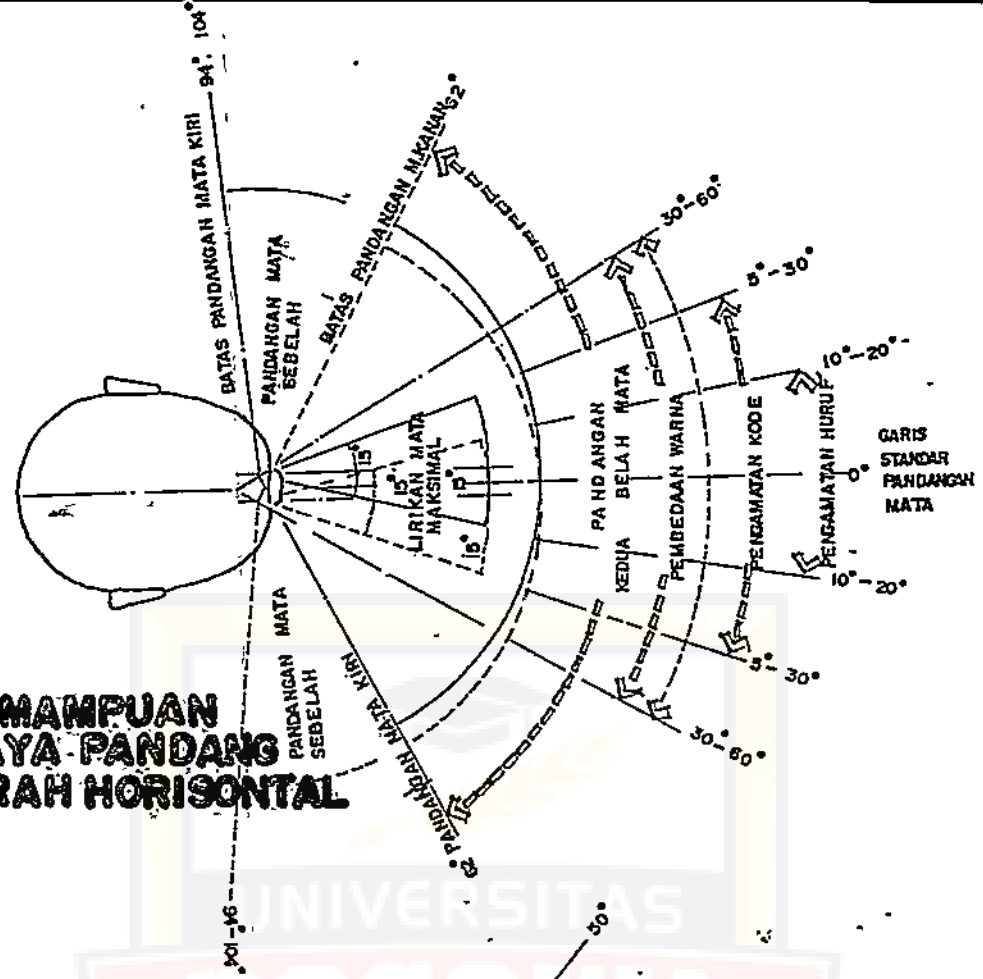 94°. 104°
BATAS PANDANGAN MATA KIRI
PANDANGAN MATA
SEBELAH
BATAS PANDANGAN M.KANAN
62°
30°-60°
5°-30°
10°-20°
0°
10°-20°
5°-30°
30°-60°
15°
15°
15°
15°
LIRIKAN MATA
MAKSIMAL
PANDANGAN
KEDUA BELAH MATA
PEMBEDAAN WARNA
PENGAMATAN KODE
PENGAMATAN HURUF
GARIS
STANDAR
PANDANGAN
MATA
PANDANGAN MATA
SEBELAH
PANDANGAN MATA KIRI
62°
94-104°
MAMPUAN
AYA PANDANG
RAH HORISONTAL
50°
UNIVERSITAS